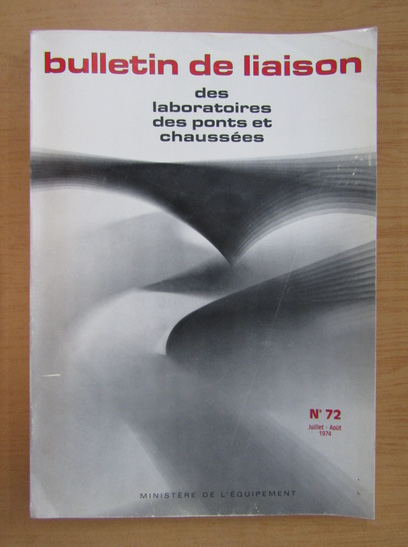 bulletin de liaison
des
laboratoires
des ponts et
chaussées
N° 72
Juillet - Août
1974
MINISTÈRE DE L'ÉQUIPEMENT